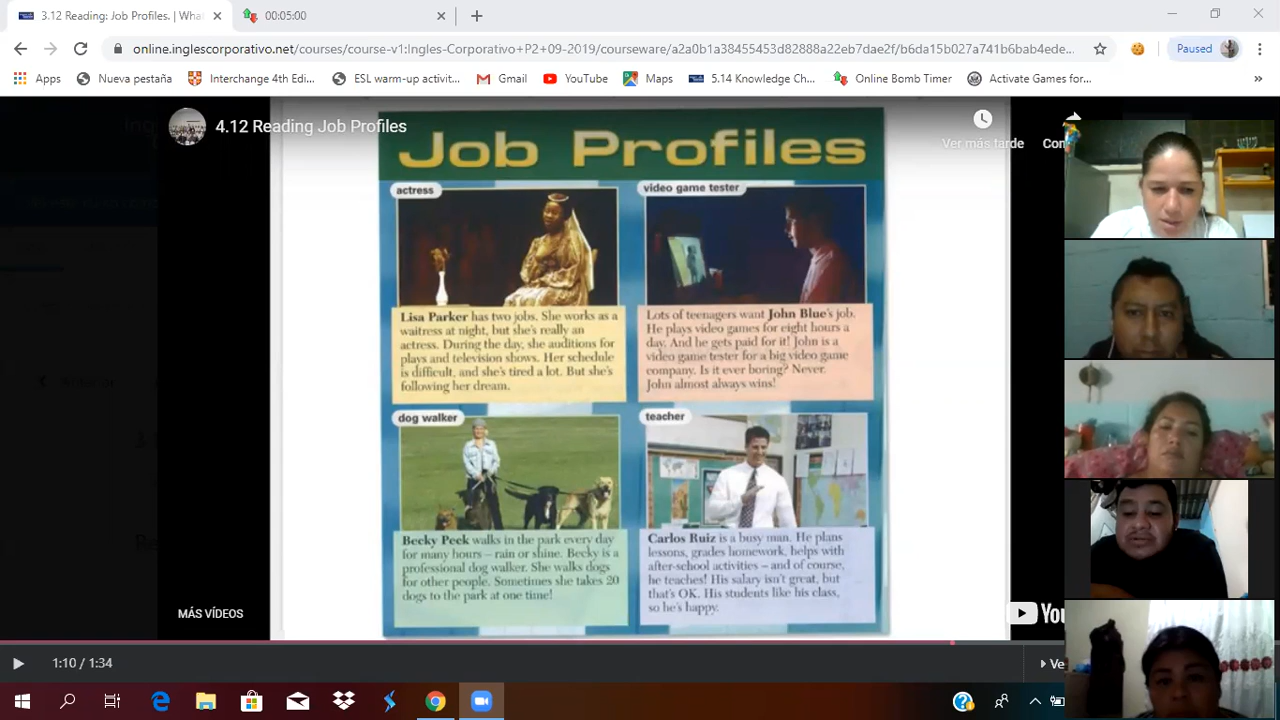 3.12 Reading: Job Profiles. | Wha
00:05:00
online.inglescorporativo.net/courses/course-v1:Ingles-Corporativo+P2+09-2019/courseware/a2a0b1a38455453d82888a22eb7dae2f/b6da15b027a741b6bab4ede...
Paused
Apps
Nueva pestaña
Interchange 4th Edi...
ESL warm-up activit...
Gmail
YouTube
Maps
5.14 Knowledge Ch...
Online Bomb Timer
Activate Games for...
»
4.12 Reading Job Profiles
Ver más tarde
Com
Job Profiles
actress
Lisa Parker has two jobs. She works as a
waitress at night, but she's really an
actress. During the day, she auditions for
plays and television shows. Her schedule
is difficult, and she's tired a lot. But she's
following her dream.
video game tester
Lots of teenagers want John Blue's job.
He plays video games for eight hours a
day. And he gets paid for it! John is a
video game tester for a big video game
company. Is it ever boring? Never.
John almost always wins!
dog walker
Becky Peek walks in the park every day
for many hours – rain or shine. Becky is a
professional dog walker. She walks dogs
for other people. Sometimes she takes 20
dogs to the park at one time!
teacher
Carlos Ruiz is a busy man. He plans
lessons, grades homework, helps with
after-school activities – and of course,
he teaches! His salary isn't great, but
that's OK. His students like his class,
so he's happy.
MÁS VÍDEOS
You
1:10 / 1:34
Ve